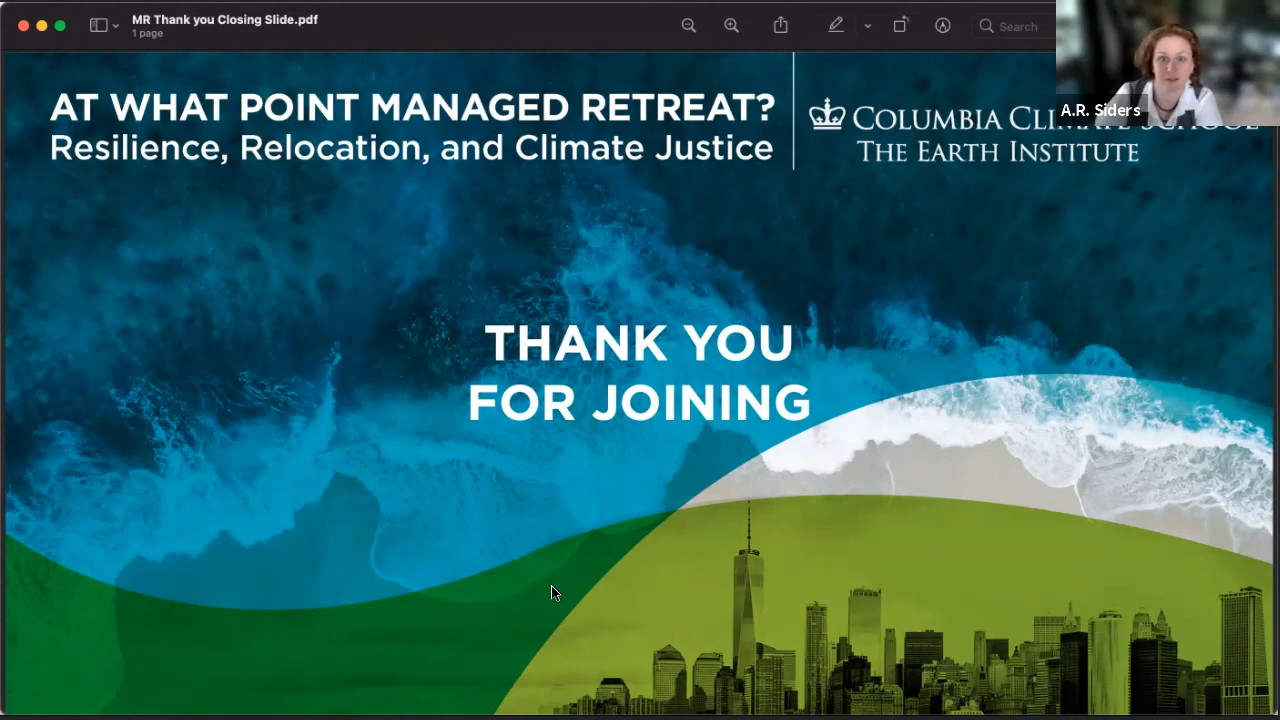 MR Thank you Closing Slide.pdf
1 page
Search
A.R. Siders
AT WHAT POINT MANAGED RETREAT?
Resilience, Relocation, and Climate Justice
COLUMBIA CLIMATE SCHOOL
THE EARTH INSTITUTE
THANK YOU
FOR JOINING